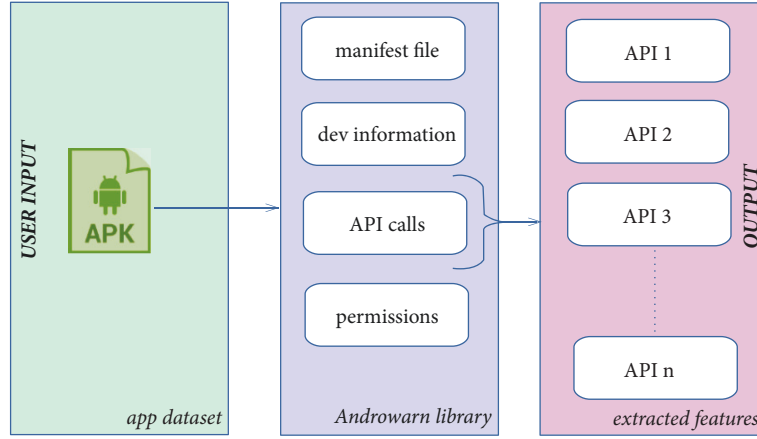 USER INPUT
APK
app dataset
manifest file
dev information
API calls
permissions
Androwarn library
API 1
API 2
API 3
API n
OUTPUT
extracted features